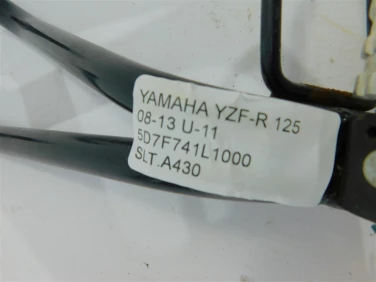 YAMAHA YZF-R 125
08-13 U-11
5D7F741L1000
SLT.A430